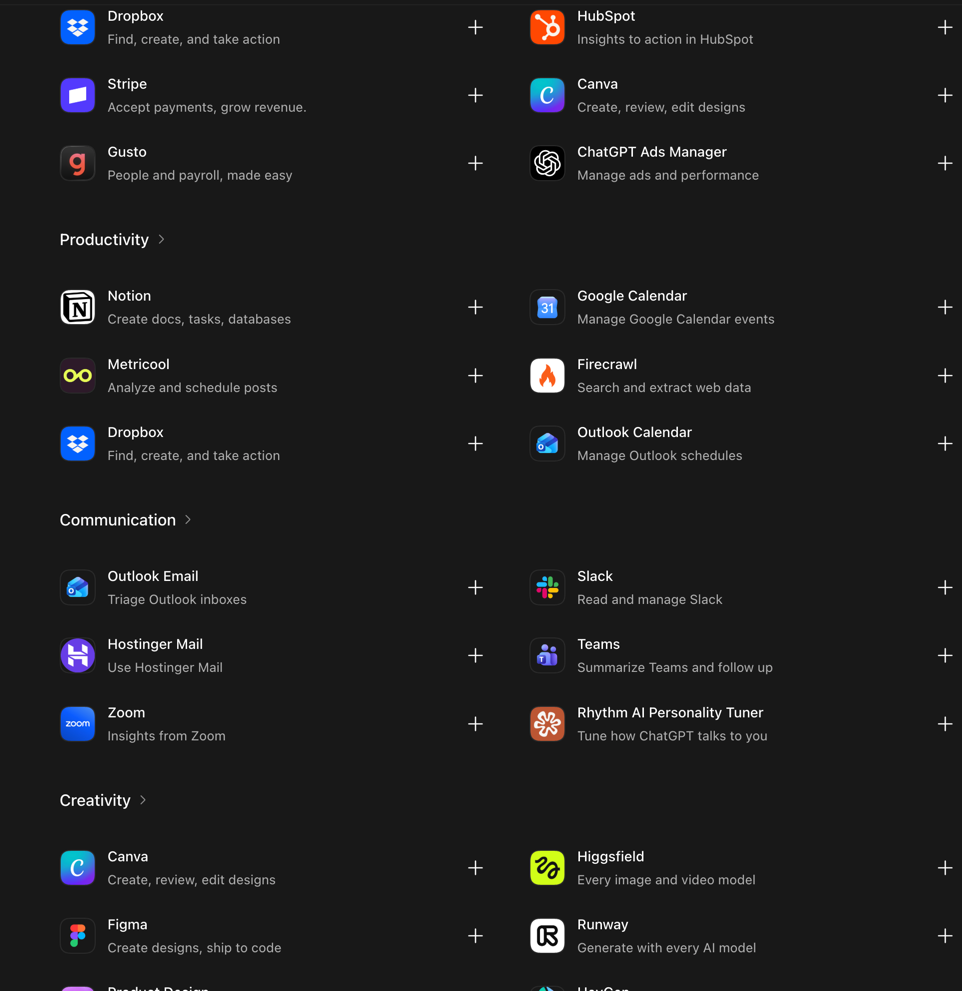 Dropbox
Find, create, and take action
HubSpot
Insights to action in HubSpot
Stripe
Accept payments, grow revenue.
C
Canva
Create, review, edit designs
g
Gusto
People and payroll, made easy
ChatGPT Ads Manager
Manage ads and performance
Productivity
N
Notion
Create docs, tasks, databases
31
Google Calendar
Manage Google Calendar events
Metricool
Analyze and schedule posts
Firecrawl
Search and extract web data
Dropbox
Find, create, and take action
Outlook Calendar
Manage Outlook schedules
Communication
Outlook Email
Triage Outlook inboxes
Slack
Read and manage Slack
H
Hostinger Mail
Use Hostinger Mail
T
Teams
Summarize Teams and follow up
zoom
Zoom
Insights from Zoom
Rhythm AI Personality Tuner
Tune how ChatGPT talks to you
Creativity
C
Canva
Create, review, edit designs
Higgsfield
Every image and video model
Figma
Create designs, ship to code
R
Runway
Generate with every AI model
Product Design
HeyGen